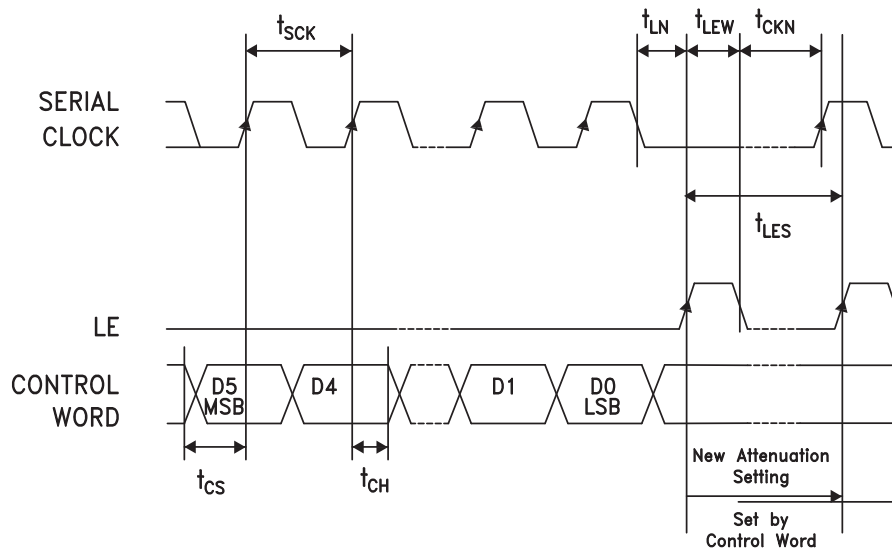 tSCK
tLN tLEW tCKN
SERIAL
CLOCK
tLES
LE
CONTROL
WORD
D5
MSB
D4
D1
D0
LSB
tCS
tCH
New Attenuation
Setting
Set by
Control Word